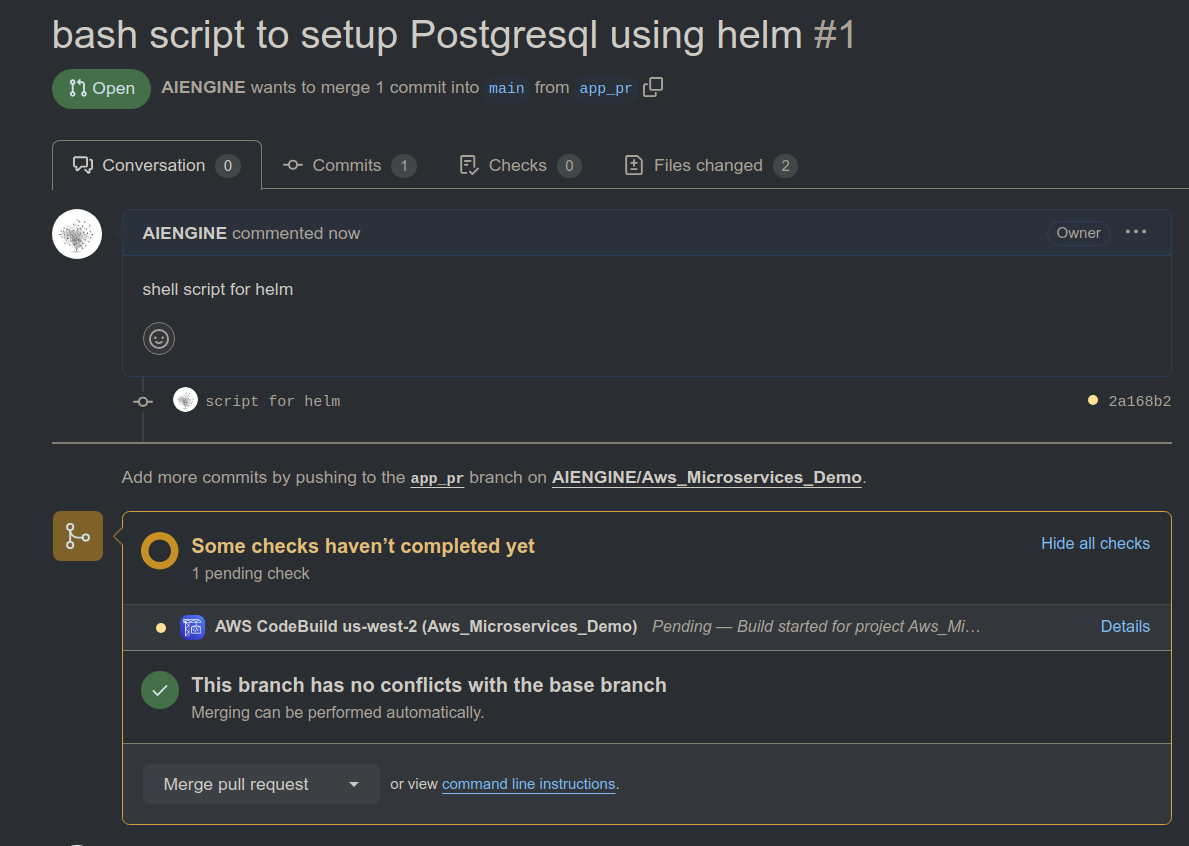 bash script to setup Postgresql using helm #1
Open AIENGINE wants to merge 1 commit into main from app_pr
Conversation 0 Commits 1 Checks 0 Files changed 2
AIENGINE commented now Owner
shell script for helm
script for helm 2a168b2
Add more commits by pushing to the app_pr branch on AIENGINE/Aws_Microservices_Demo.
Some checks haven’t completed yet Hide all checks
1 pending check
AWS CodeBuild us-west-2 (Aws_Microservices_Demo) Pending — Build started for project Aws_Mi… Details
This branch has no conflicts with the base branch
Merging can be performed automatically.
Merge pull request or view command line instructions.